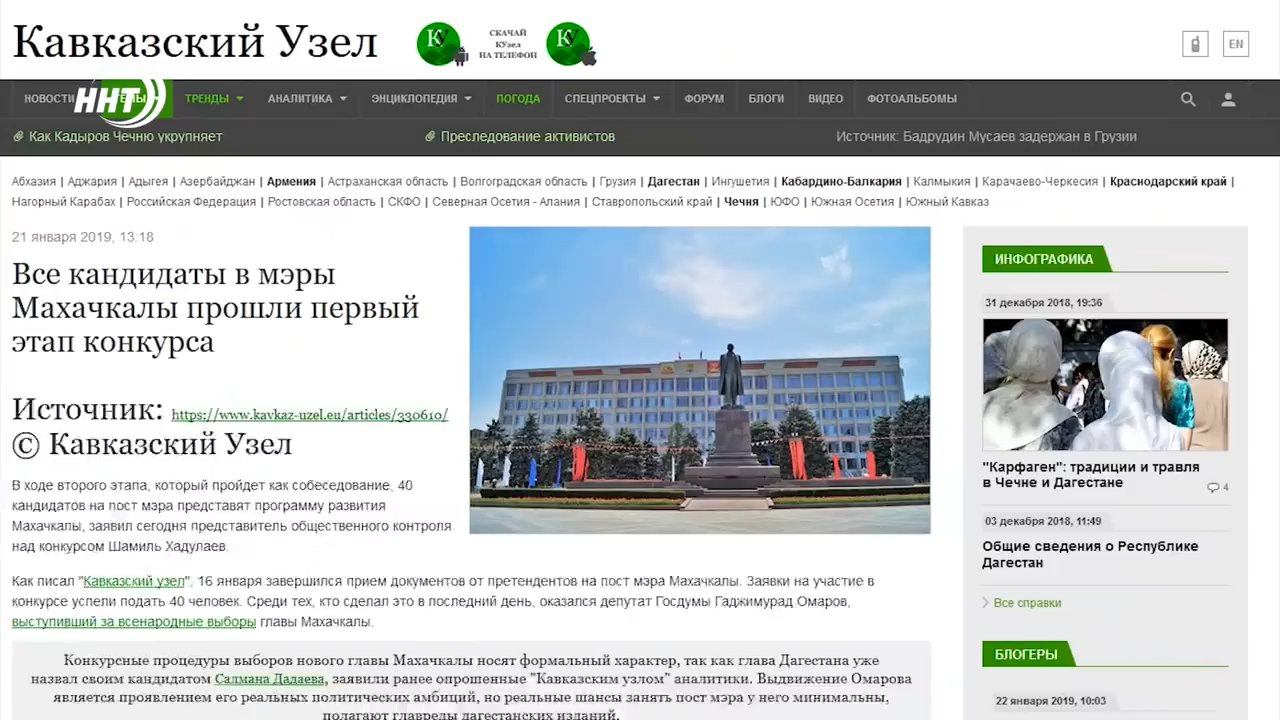 Кавказский Узел
СКАЧАЙ
КУзел
НА ТЕЛЕФОН
КУ
КУ
EN
НОВОСТИ ТЕМЫ ТРЕНДЫ АНАЛИТИКА ЭНЦИКЛОПЕДИЯ ПОГОДА СПЕЦПРОЕКТЫ ФОРУМ БЛОГИ ВИДЕО ФОТОАЛЬБОМЫ
ННТ
Как Кадыров Чечню укрупняет Преследование активистов Источник: Бадрудин Мусаев задержан в Грузии
Абхазия | Аджария | Адыгея | Азербайджан | Армения | Астраханская область | Волгоградская область | Грузия | Дагестан | Ингушетия | Кабардино-Балкария | Калмыкия | Карачаево-Черкесия | Краснодарский край |
Нагорный Карабах | Российская Федерация | Ростовская область | СКФО | Северная Осетия - Алания | Ставропольский край | Чечня | ЮФО | Южная Осетия | Южный Кавказ
21 января 2019, 13:18
Все кандидаты в мэры
Махачкалы прошли первый
этап конкурса
Источник: https://www.kavkaz-uzel.eu/articles/330610/
© Кавказский Узел
В ходе второго этапа, который пройдет как собеседование, 40
кандидатов на пост мэра представят программу развития
Махачкалы, заявил сегодня представитель общественного контроля
над конкурсом Шамиль Хадулаев.
Как писал "Кавказский узел", 16 января завершился прием документов от претендентов на пост мэра Махачкалы. Заявки на участие в
конкурсе успели подать 40 человек. Среди тех, кто сделал это в последний день, оказался депутат Госдумы Гаджимурад Омаров,
выступивший за всенародные выборы главы Махачкалы.
Конкурсные процедуры выборов нового главы Махачкалы носят формальный характер, так как глава Дагестана уже
назвал своим кандидатом Салмана Дадаева, заявили ранее опрошенные "Кавказским узлом" аналитики. Выдвижение Омарова
является проявлением его реальных политических амбиций, но реальные шансы занять пост мэра у него минимальны,
полагают главреды дагестанских изданий.
ИНФОГРАФИКА
31 декабря 2018, 19:36
"Карфаген": традиции и травля
в Чечне и Дагестане
4
03 декабря 2018, 11:49
Общие сведения о Республике
Дагестан
Все справки
БЛОГЕРЫ
22 января 2019, 10:03